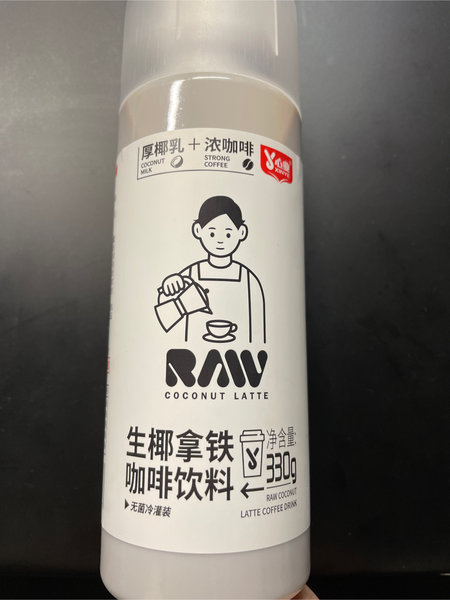 厚椰乳 + 浓咖啡
COCONUT MILK STRONG COFFEE
RAW
COCONUT LATTE
生椰拿铁
咖啡饮料
无菌冷灌装
净含量:
330g
RAW COCONUT
LATTE COFFEE DRINK